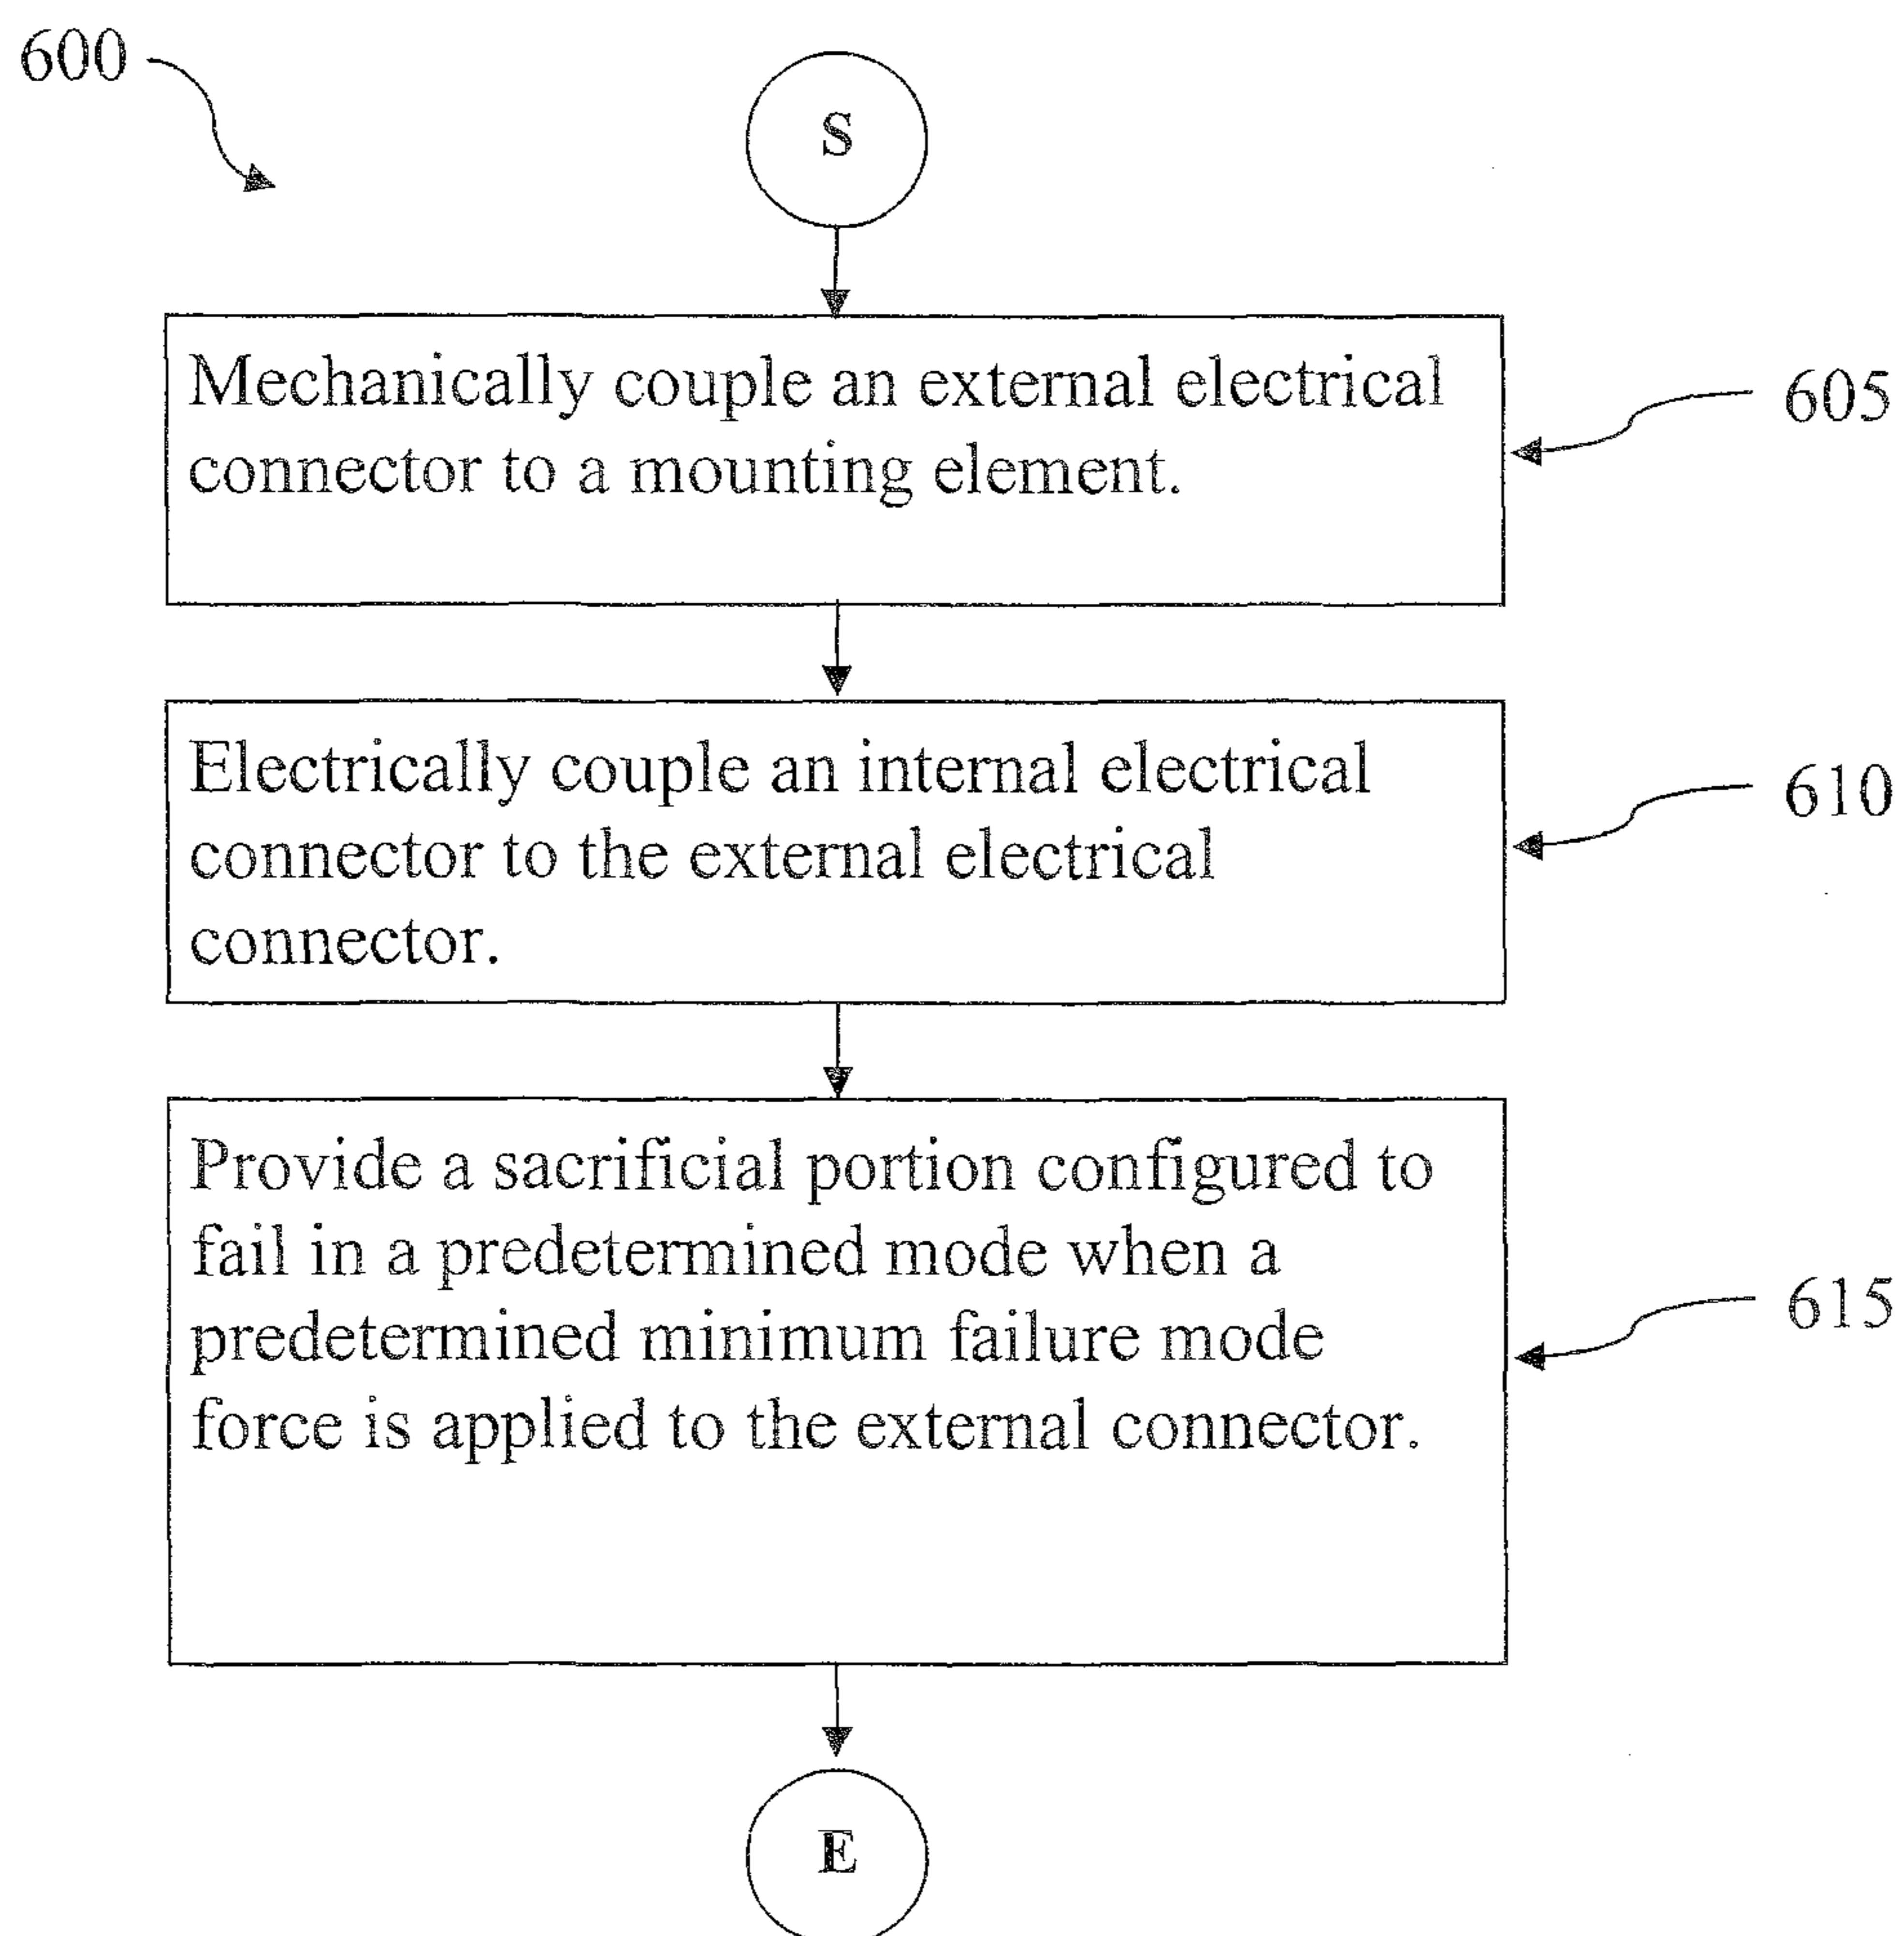 600
S
Mechanically couple an external electrical
connector to a mounting element.
605
Electrically couple an internal electrical
connector to the external electrical
connector.
610
Provide a sacrificial portion configured to
fail in a predetermined mode when a
predetermined minimum failure mode
force is applied to the external connector.
615
E